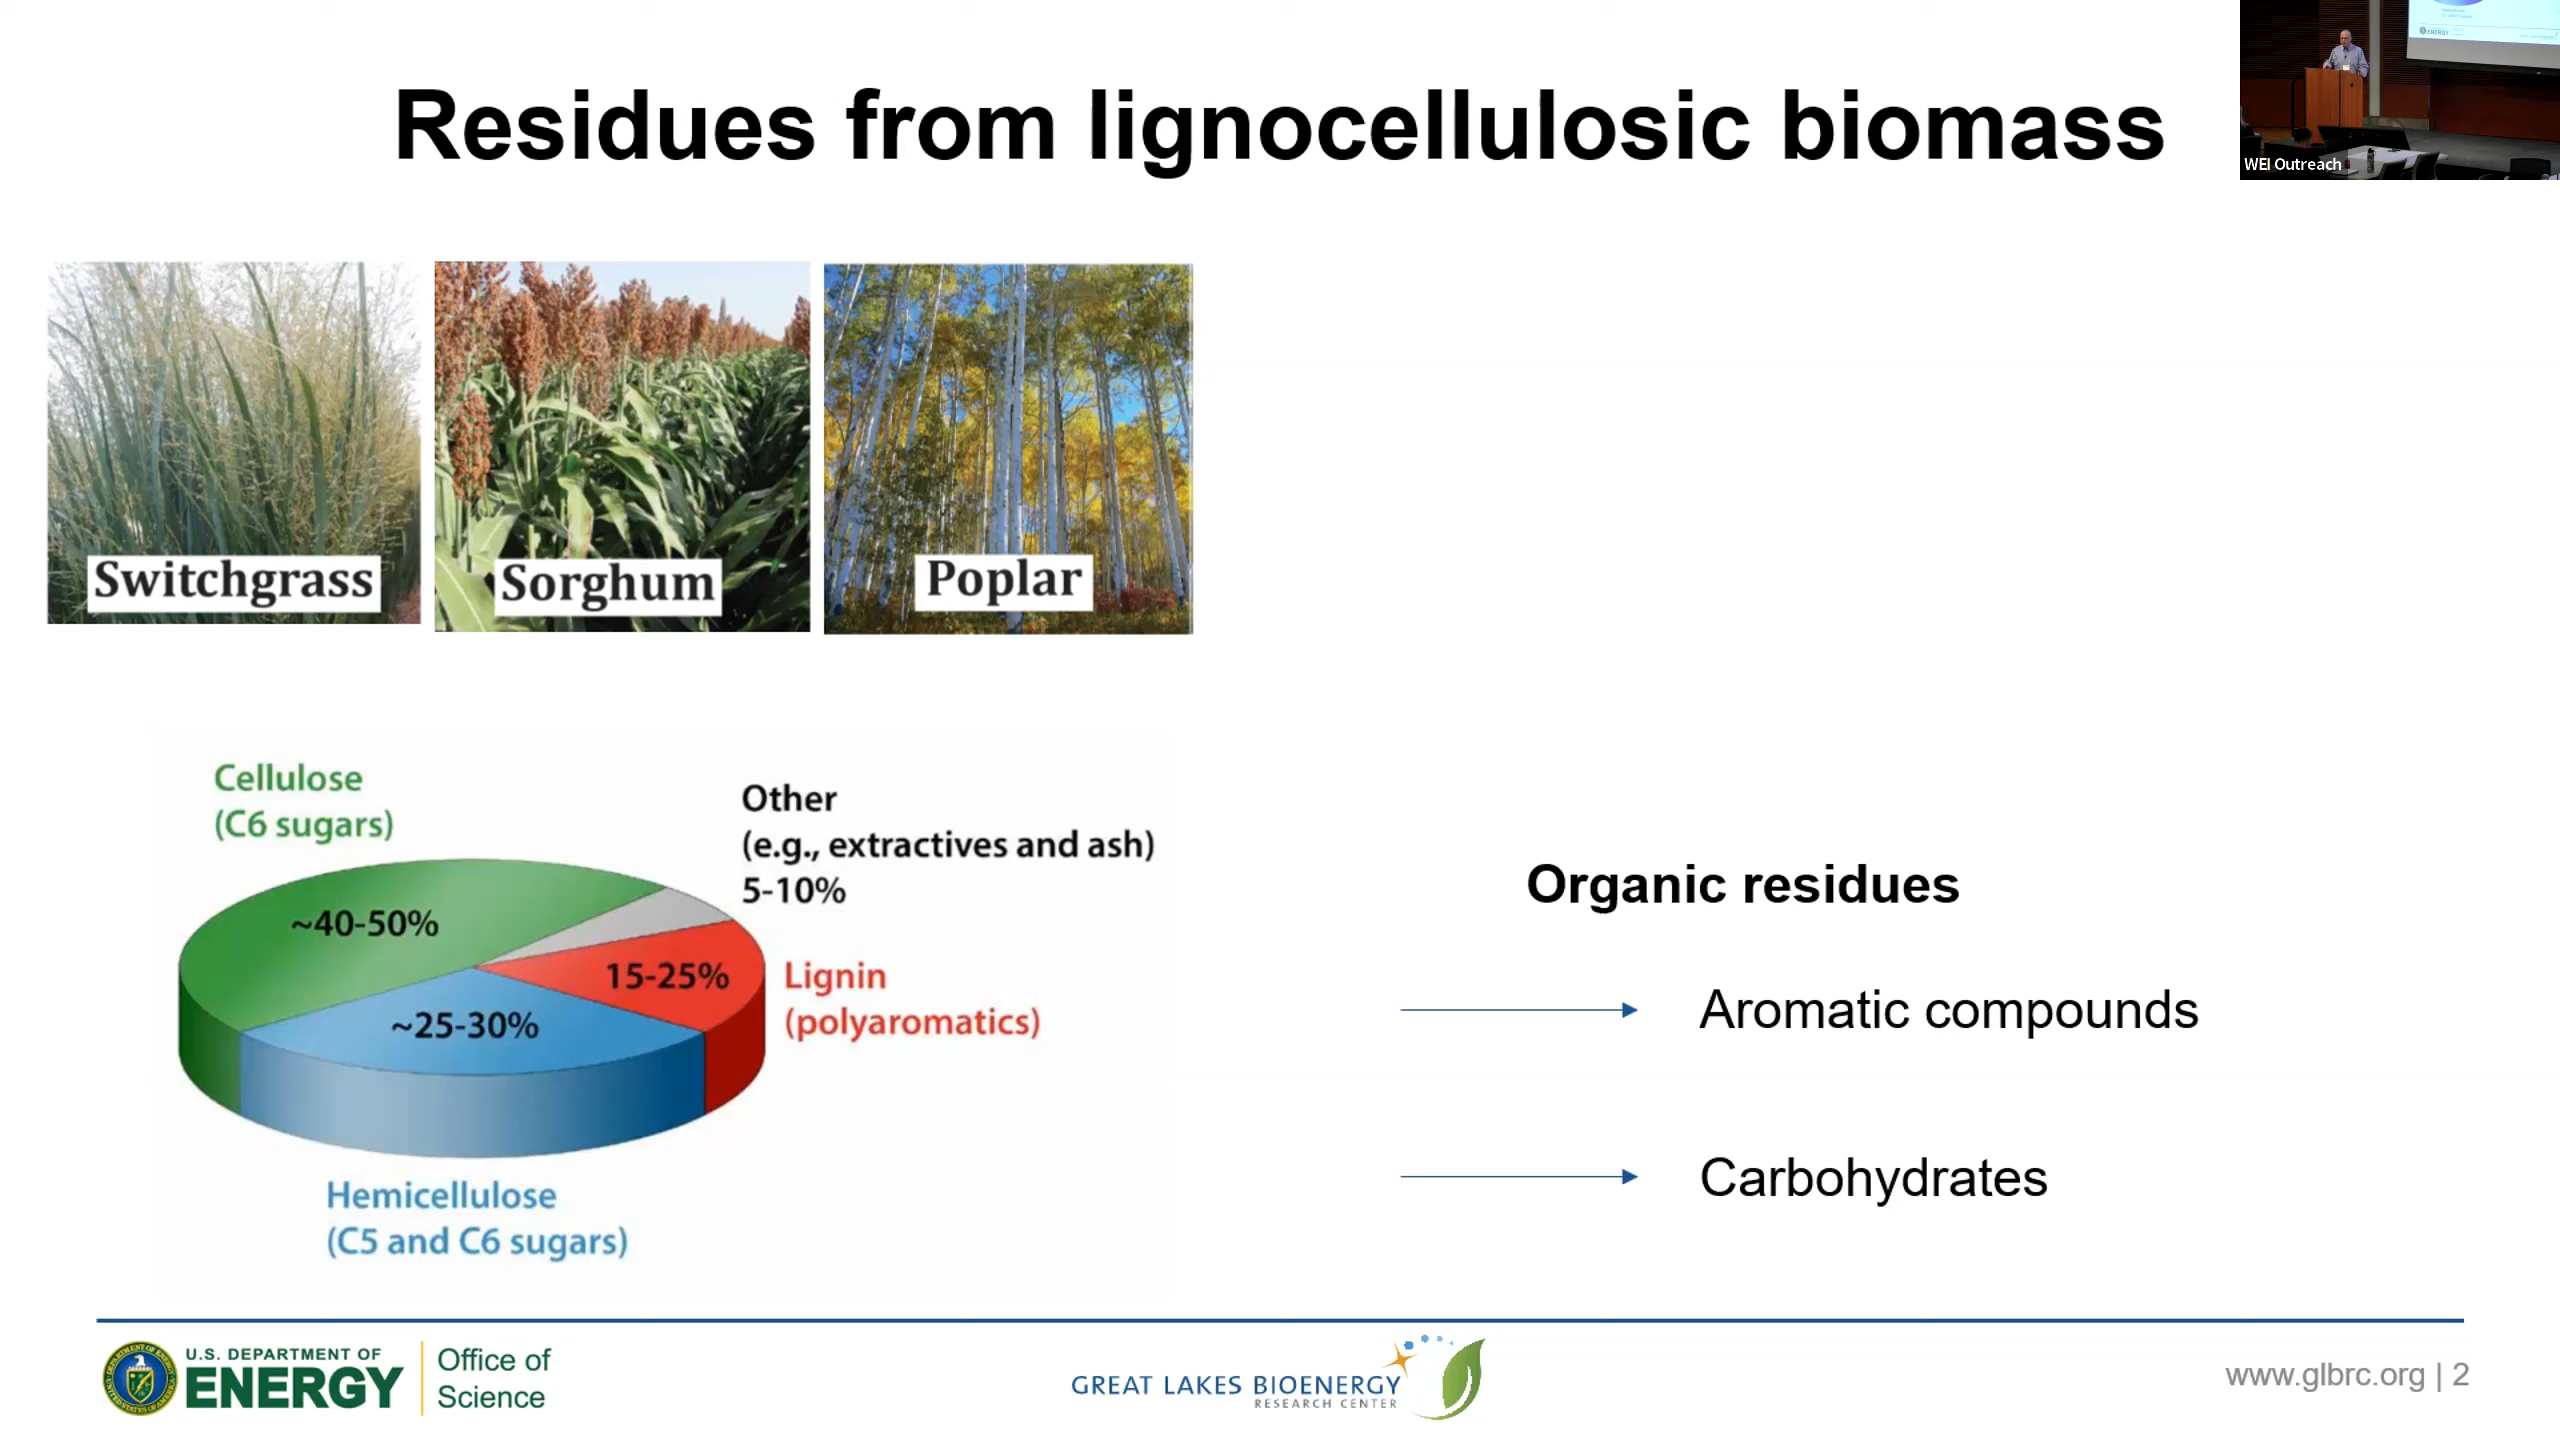 Residues from lignocellulosic biomass
WEI Outreach
Switchgrass
Sorghum
Poplar
Cellulose
(C6 sugars)
Other
(e.g., extractives and ash)
5-10%
~40-50%
15-25%
Lignin
(polyaromatics)
~25-30%
Hemicellulose
(C5 and C6 sugars)
Organic residues
Aromatic compounds
Carbohydrates
U.S. DEPARTMENT OF
ENERGY
Office of
Science
GREAT LAKES BIOENERGY
RESEARCH CENTER
www.glbrc.org | 2